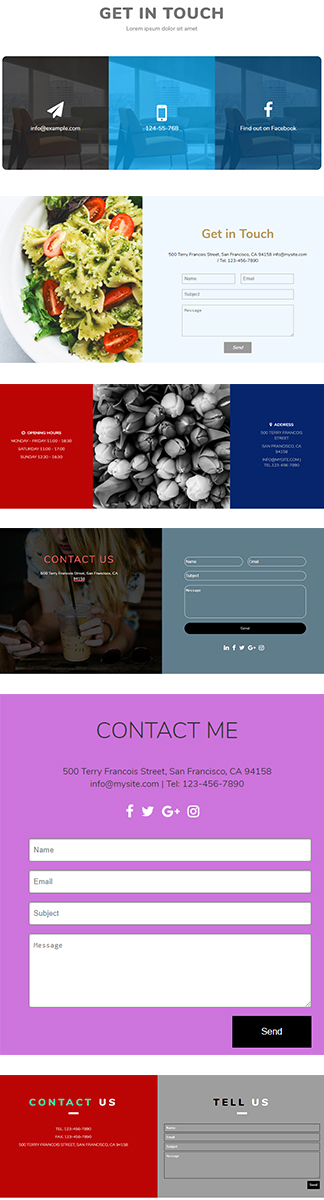 GET IN TOUCH
Lorem ipsum dolor sit amet
info@example.com
124-55-768
Find out on Facebook
Get in Touch
500 Terry Francois Street, San Francisco, CA 94158 info@mysite.com
/ Tel: 123-456-7890
Name
Email
Subject
Message
Send
OPENING HOURS
MONDAY - FRIDAY 11:00 - 18:30
SATURDAY 11:00 - 17:00
SUNDAY 12:30 - 16:30
ADDRESS
500 TERRY FRANCOIS
STREET
SAN FRANCISCO, CA
94158
INFO@MYSITE.COM |
TEL.123-456-7890
CONTACT US
500 Terry Francois Street, San Francisco, CA
94158
Name
Email
Subject
Message
Send
CONTACT ME
500 Terry Francois Street, San Francisco, CA 94158
info@mysite.com | Tel: 123-456-7890
Name
Email
Subject
Message
Send
CONTACT US
TEL. 123-456-7890
FAX. 123-456-7890
500 TERRY FRANCOIS STREET, SAN FRANCISCO, CA 94158
TELL US
Name
Email
Subject
Message
Send